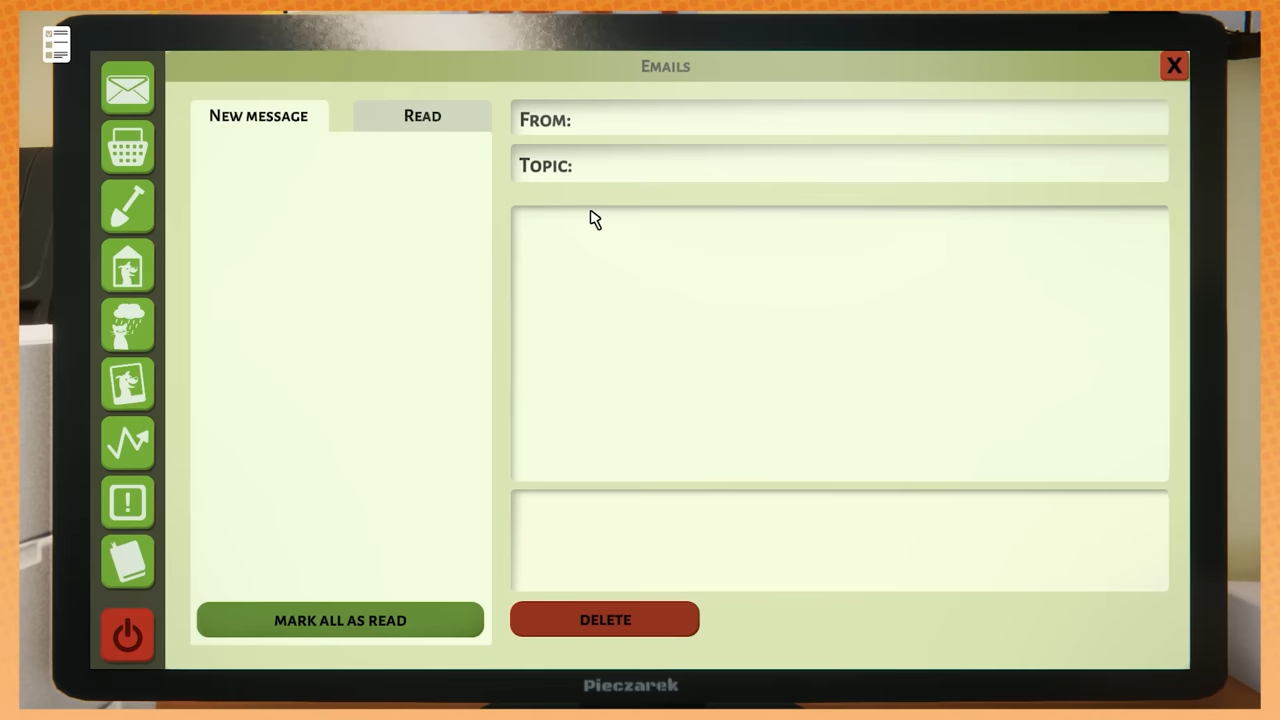 Emails
X
New message
Read
From:
Topic:
!
MARK ALL AS READ
DELETE
Pieczarek